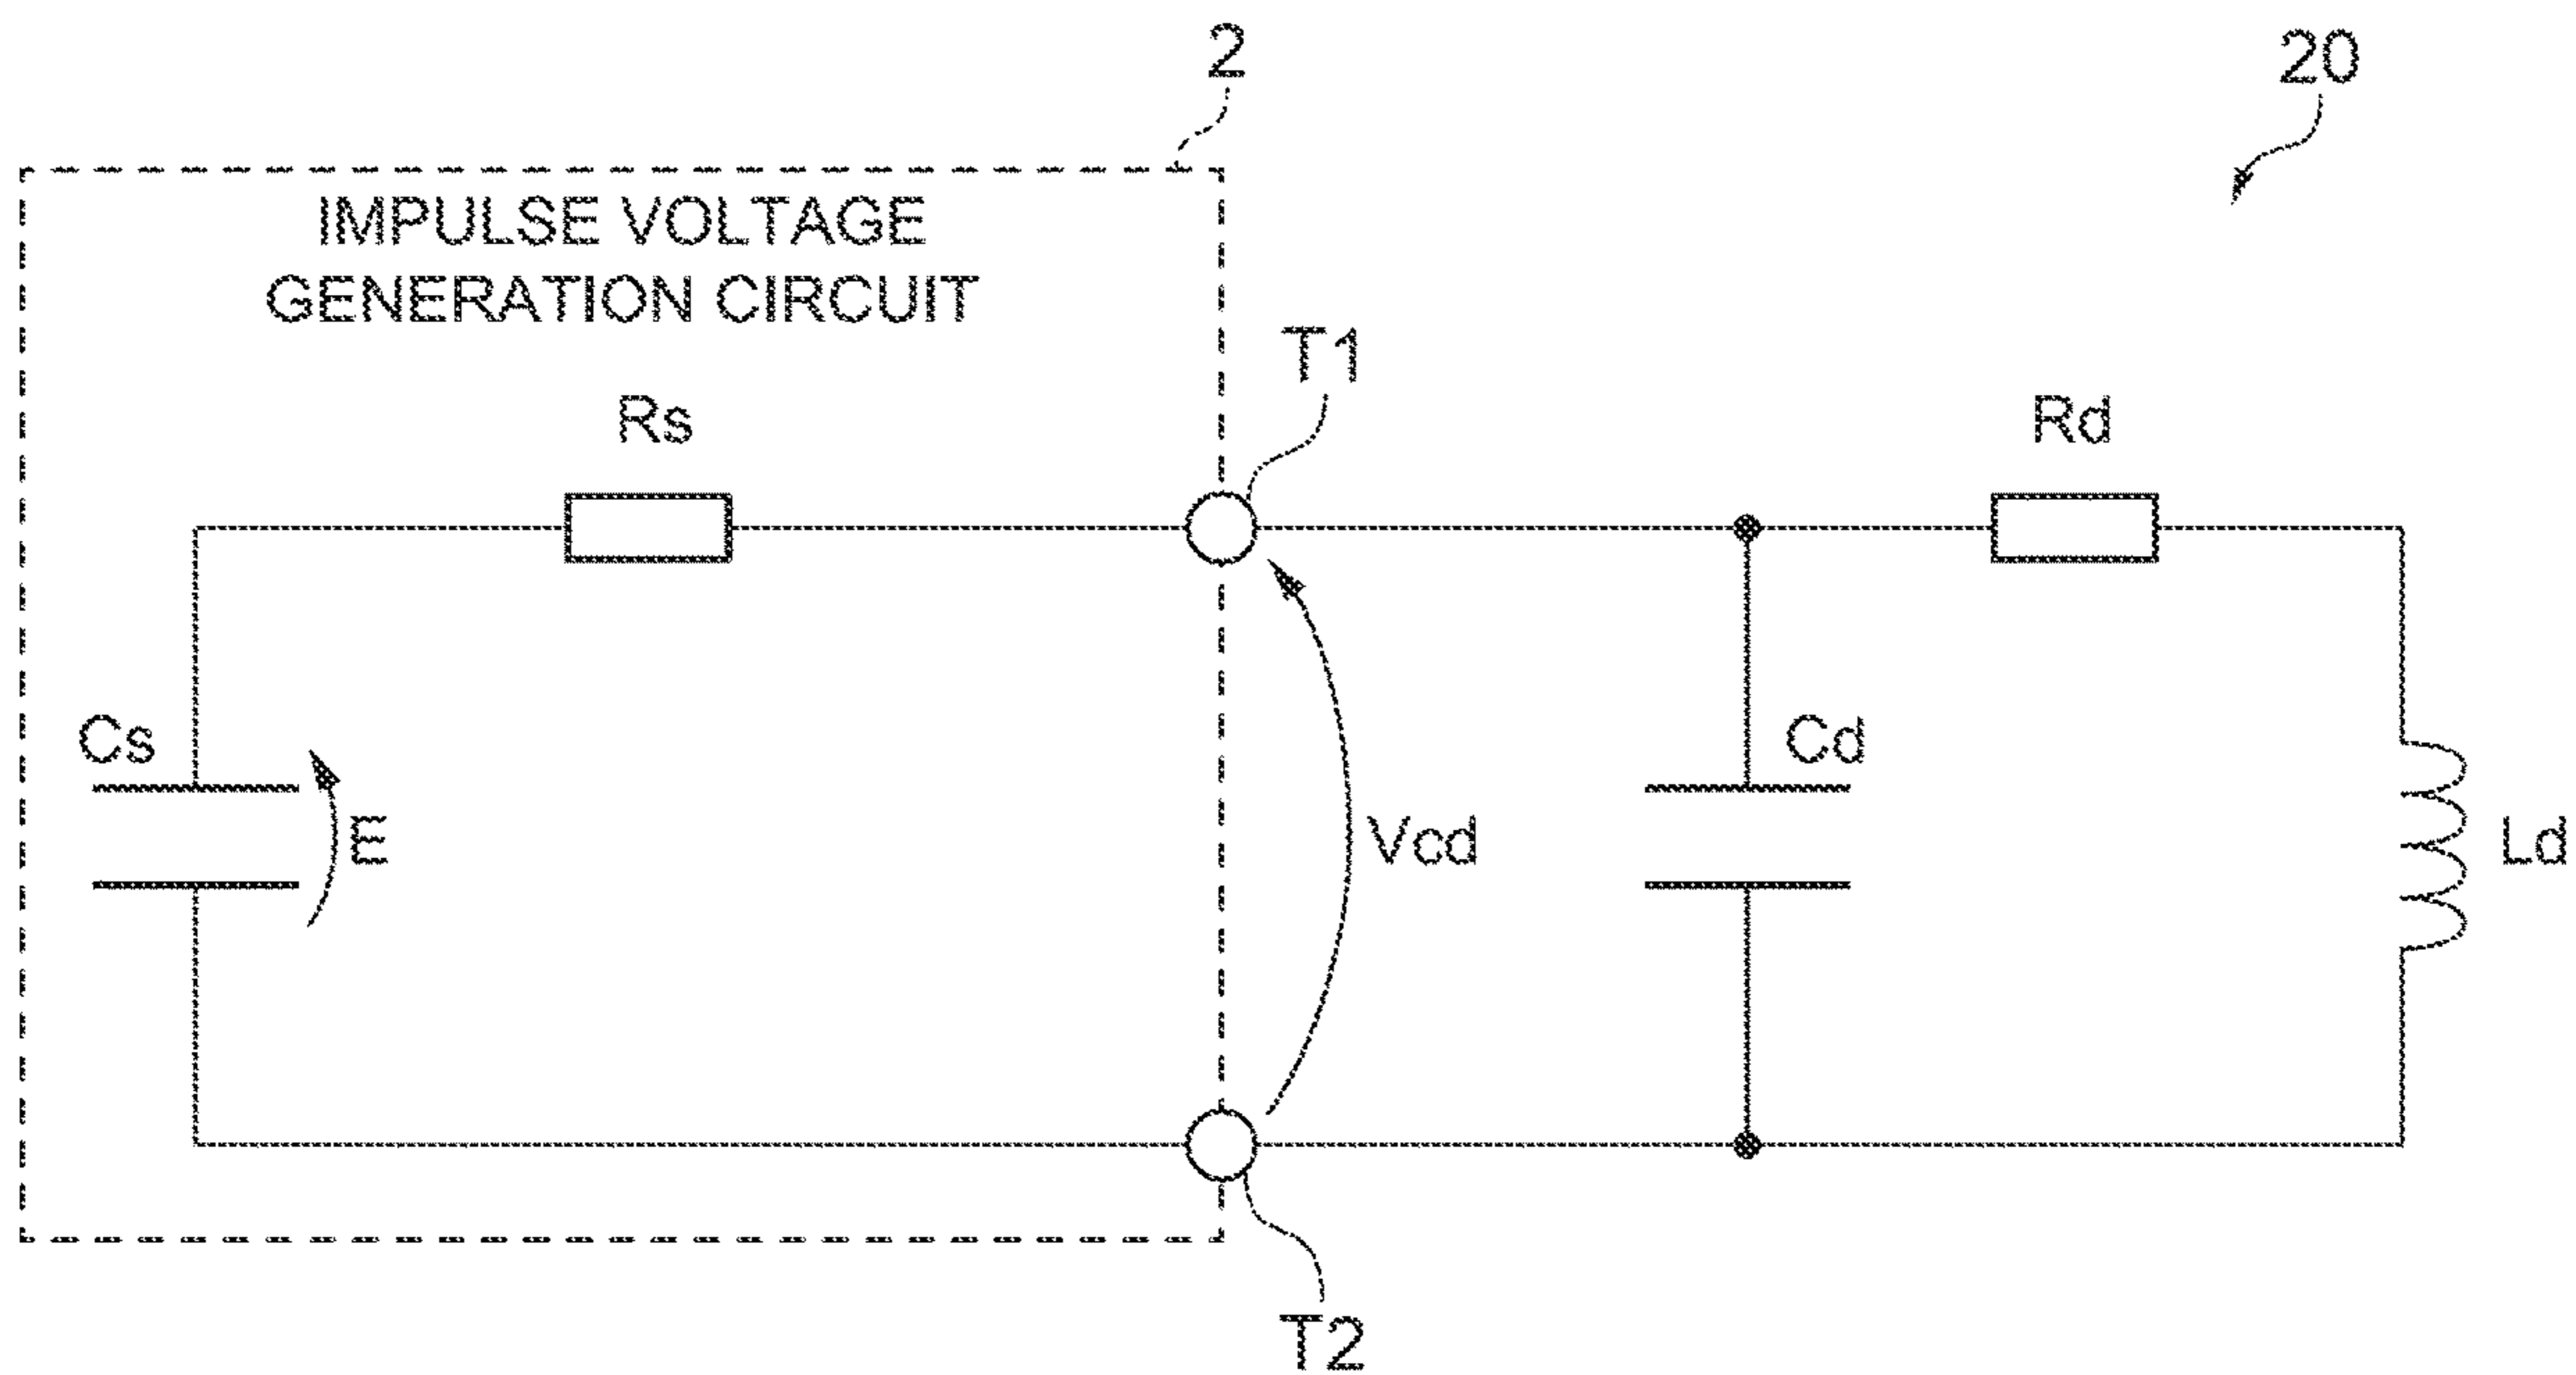 2
20
IMPULSE VOLTAGE
GENERATION CIRCUIT
T1
Rs
Rd
Cs
Cd
E
Vcd
Ld
T2